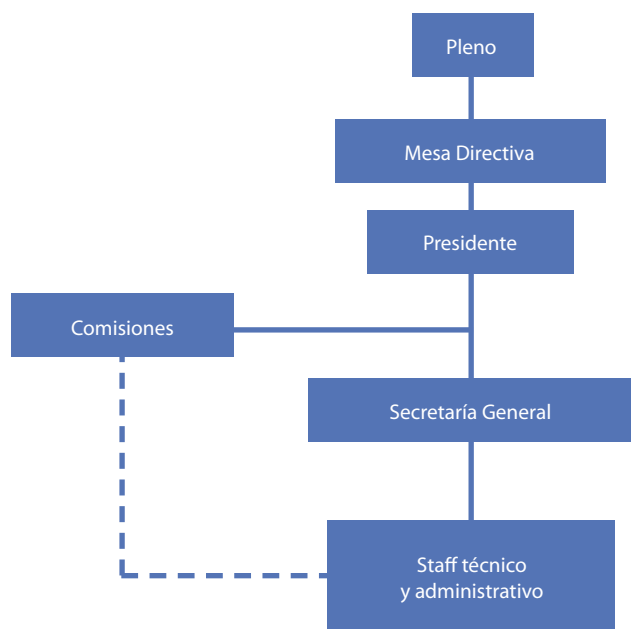 Pleno
Mesa Directiva
Presidente
Comisiones
Secretaría General
Staff técnico
y administrativo